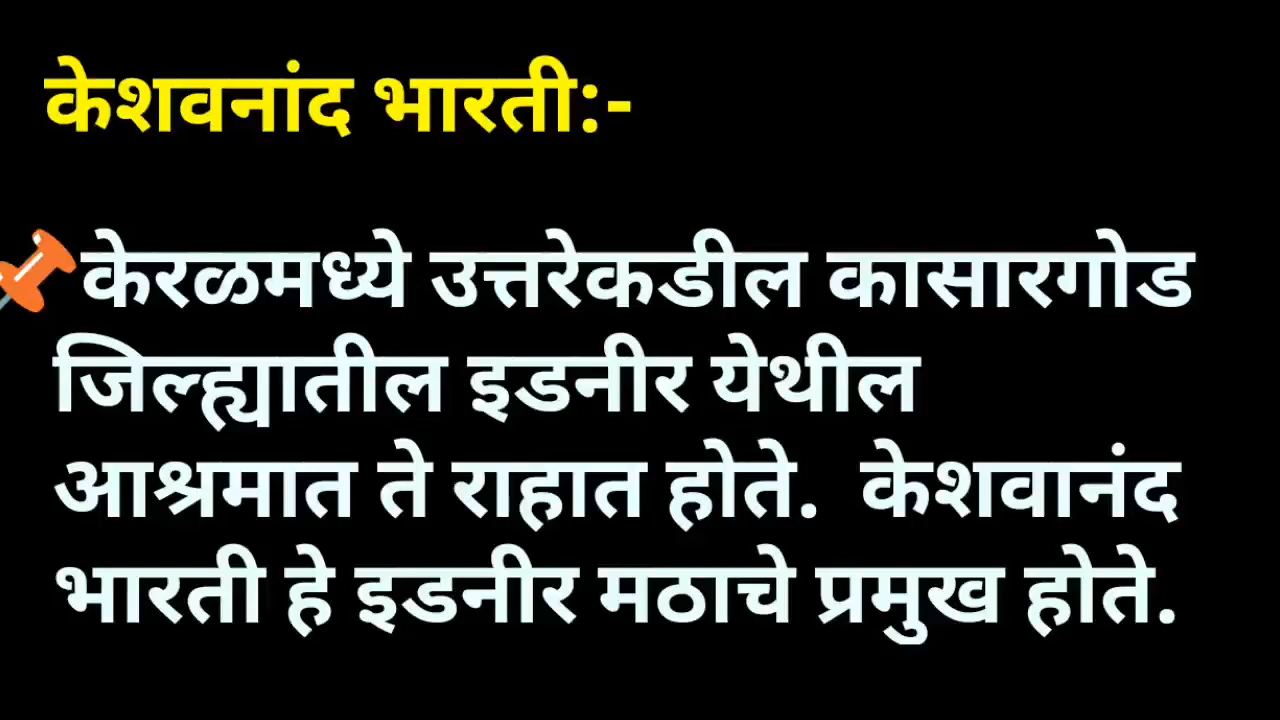 केशवनांद भारती:-
केरळमध्ये उत्तरेकडील कासारगोड
जिल्ह्यातील इडनीर येथील
आश्रमात ते राहात होते. केशवानंद
भारती हे इडनीर मठाचे प्रमुख होते.